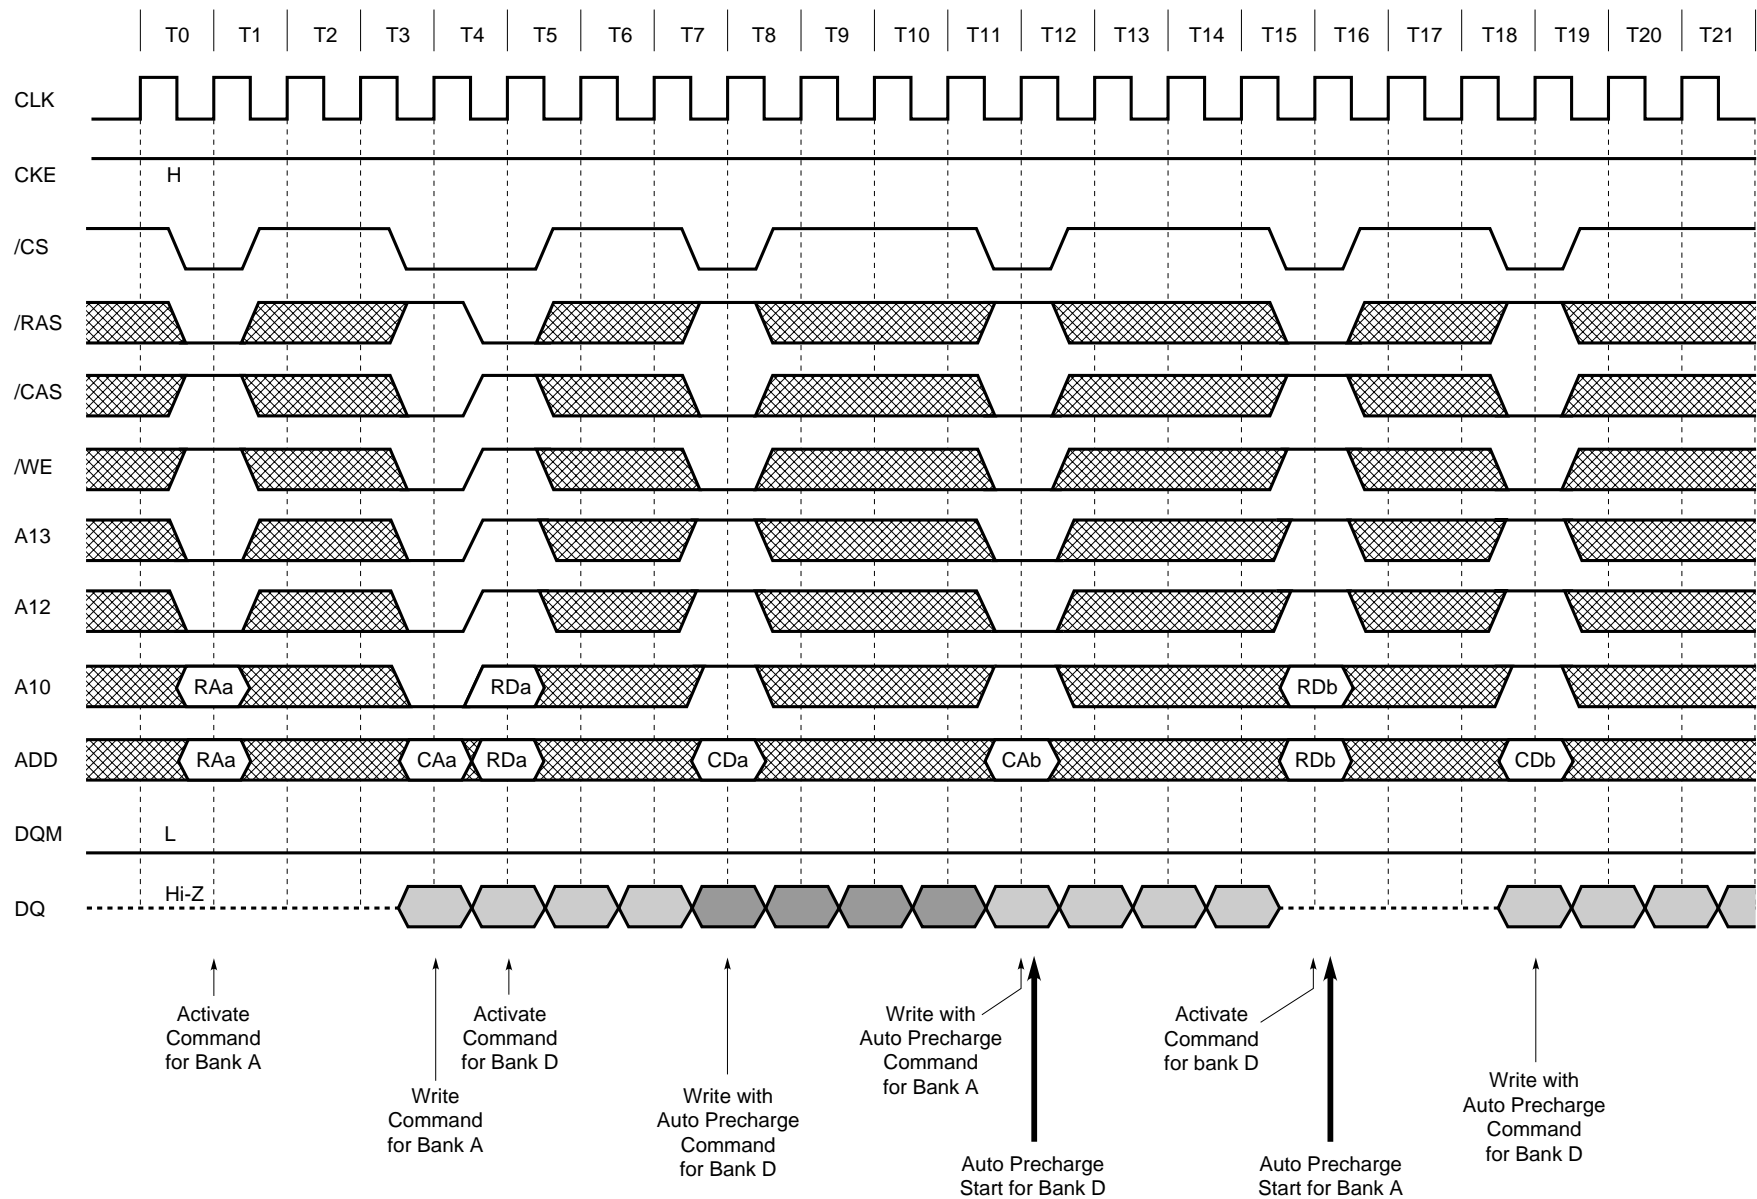 T0 T1 T2 T3 T4 T5 T6 T7 T8 T9 T10 T11 T12 T13 T14 T15 T16 T17 T18 T19 T20 T21
CLK
CKE H
/CS
/RAS
/CAS
/WE
A13
A12
A10 RAa RDa RDb
ADD RAa CAa RDa CDa CAb RDb CDb
DQM L
DQ Hi-Z
Activate
Command
for Bank A
Write
Command
for Bank A
Activate
Command
for Bank D
Write with
Auto Precharge
Command
for Bank D
Write with
Auto Precharge
Command
for Bank A
Auto Precharge
Start for Bank D
Activate
Command
for bank D
Auto Precharge
Start for Bank A
Write with
Auto Precharge
Command
for Bank D